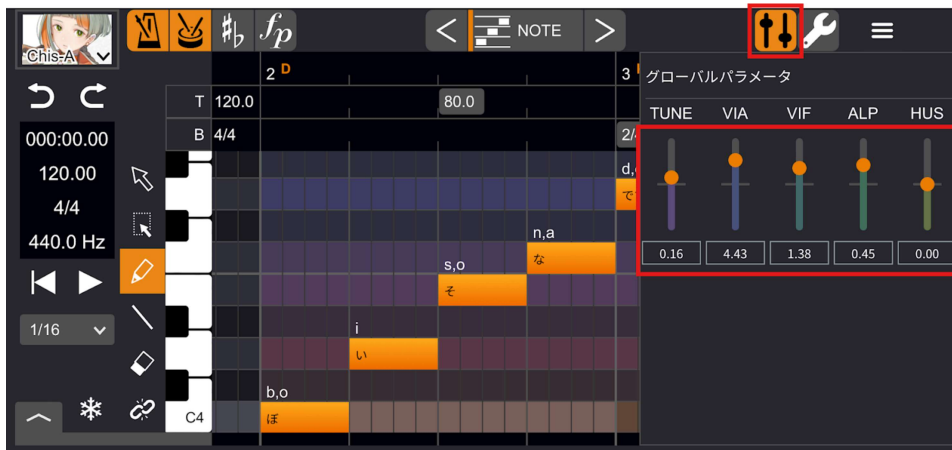 Chis-A
♯♭ fp
NOTE
2 D
3
グローバルパラメータ
T 120.0 80.0
B 4/4 2/4
TUNE VIA VIF ALP HUS
000:00.00
120.00
4/4
440.0 Hz
1/16
d,
で
n,a
な
s,o
そ
i
い
b,o
ぼ
C4
0.16 4.43 1.38 0.45 0.00